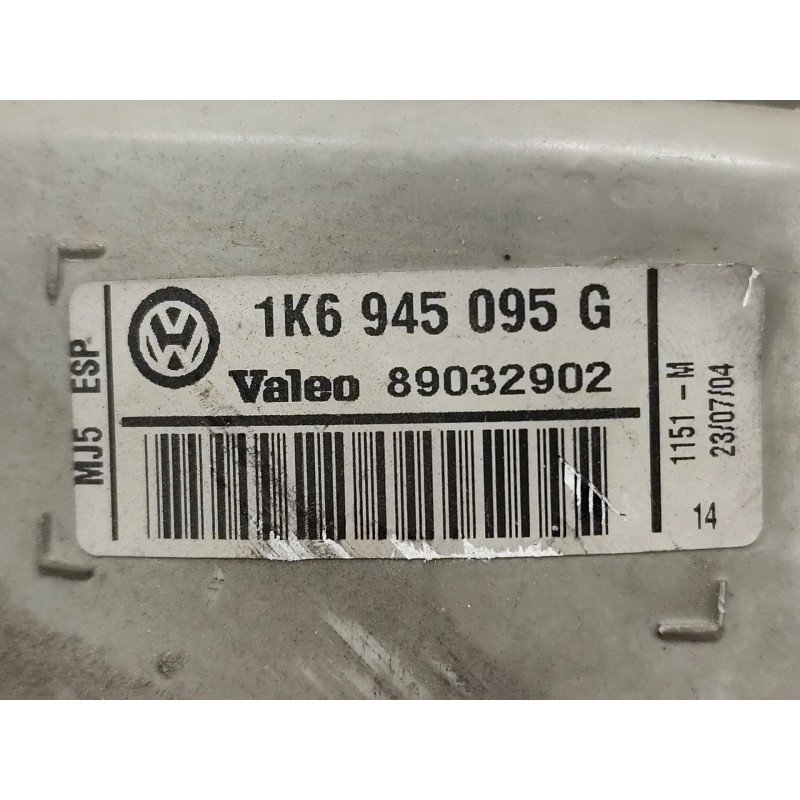 MJ5 ESP
1K6 945 095 G
Valeo 89032902
1151-M
23/07/04
14